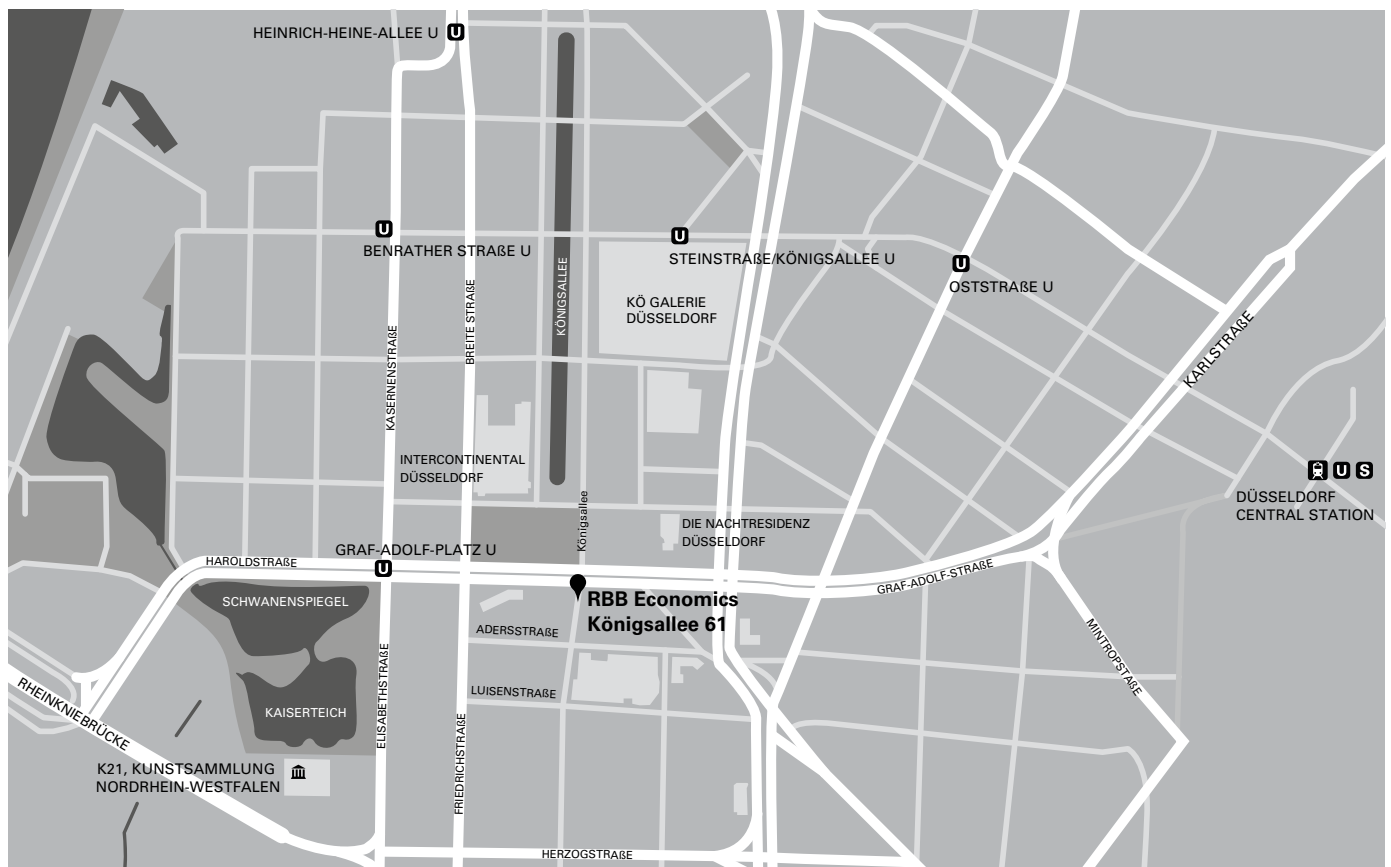 HEINRICH-HEINE-ALLEE U
U
U
BENRATHER STRAßE U
U
STEINSTRAßE/KÖNIGSALLEE U
U
OSTSTRAßE U
KÖNIGSALLEE
KÖ GALERIE
DÜSSELDORF
KASERNENSTRAßE
BREITE STRAßE
KARLSTRAßE
INTERCONTINENTAL
DÜSSELDORF
U S
DÜSSELDORF
CENTRAL STATION
Königsallee
DIE NACHTRESIDENZ
DÜSSELDORF
GRAF-ADOLF-PLATZ U
U
HAROLDSTRAßE
GRAF-ADOLF-STRAßE
SCHWANENSPIEGEL
RBB Economics
Königsallee 61
ADERSSTRAßE
MINTROPSTAßE
LUISENSTRAßE
KAISERTEICH
ELISABETHSTRAßE
FRIEDRICHSTRAßE
RHEINKNIEBRÜCKE
K21, KUNSTSAMMLUNG
NORDRHEIN-WESTFALEN
HERZOGSTRAßE